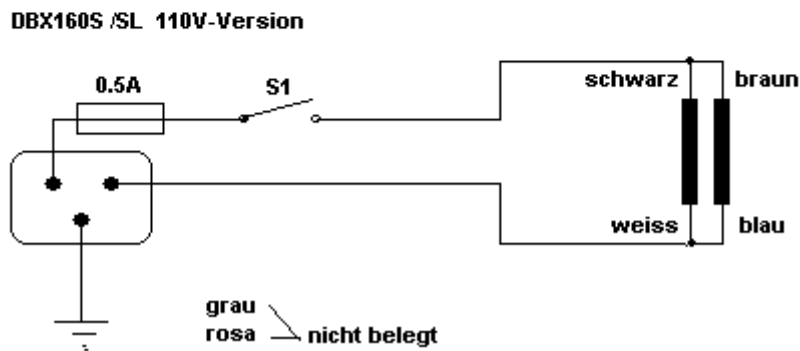 DBX160S /SL 110V-Version
0.5A
S1
schwarz
braun
weiss
blau
grau
rosa
nicht belegt